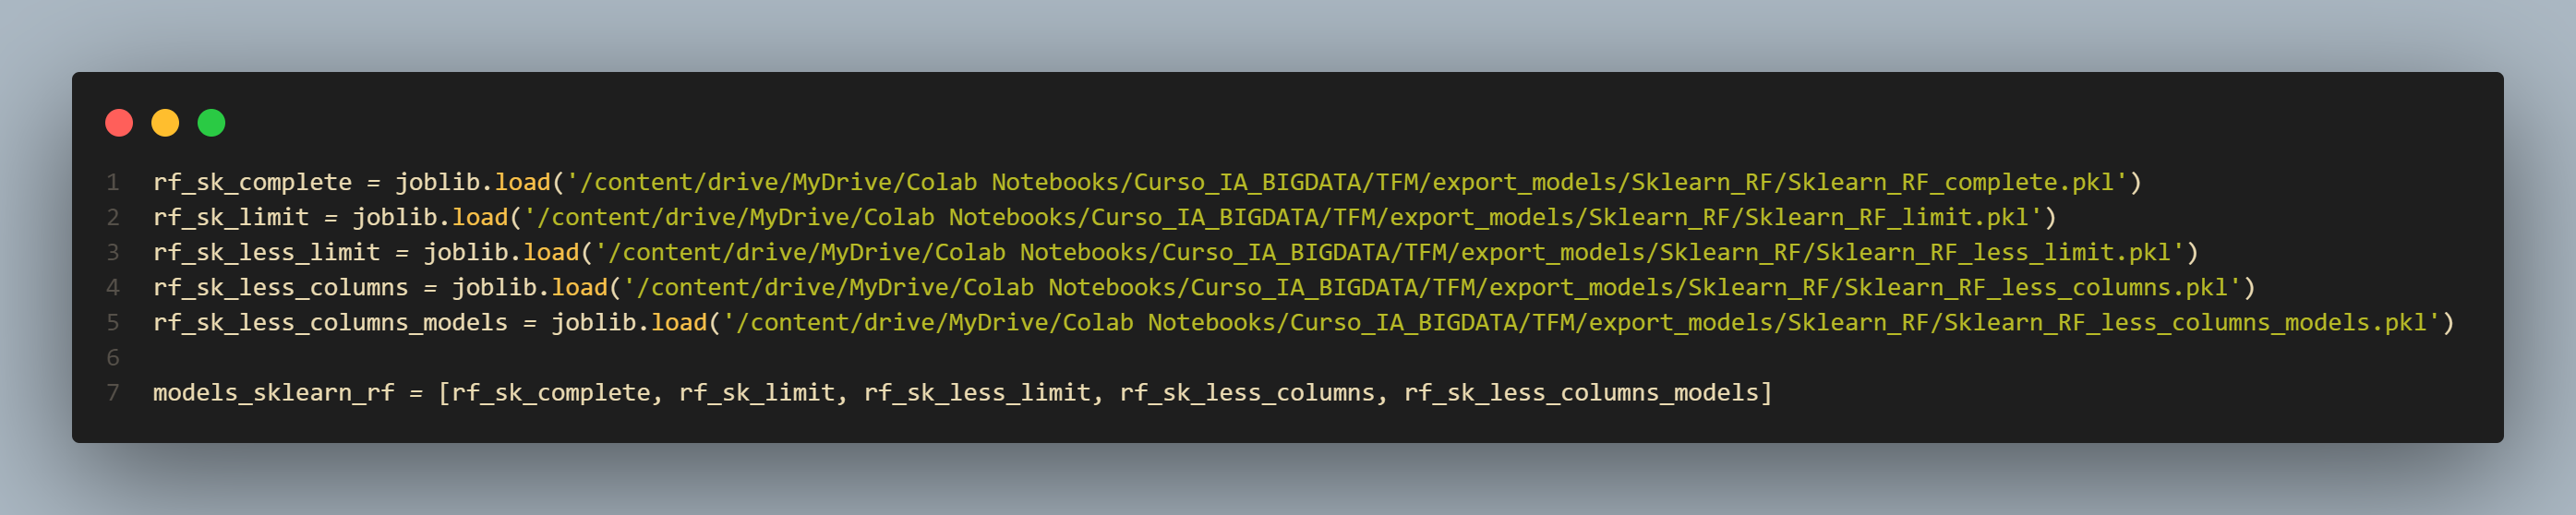 1 rf_sk_complete = joblib.load('/content/drive/MyDrive/Colab Notebooks/Curso_IA_BIGDATA/TFM/export_models/Sklearn_RF/Sklearn_RF_complete.pkl')
2 rf_sk_limit = joblib.load('/content/drive/MyDrive/Colab Notebooks/Curso_IA_BIGDATA/TFM/export_models/Sklearn_RF/Sklearn_RF_limit.pkl')
3 rf_sk_less_limit = joblib.load('/content/drive/MyDrive/Colab Notebooks/Curso_IA_BIGDATA/TFM/export_models/Sklearn_RF/Sklearn_RF_less_limit.pkl')
4 rf_sk_less_columns = joblib.load('/content/drive/MyDrive/Colab Notebooks/Curso_IA_BIGDATA/TFM/export_models/Sklearn_RF/Sklearn_RF_less_columns.pkl')
5 rf_sk_less_columns_models = joblib.load('/content/drive/MyDrive/Colab Notebooks/Curso_IA_BIGDATA/TFM/export_models/Sklearn_RF/Sklearn_RF_less_columns_models.pkl')
6
7 models_sklearn_rf = [rf_sk_complete, rf_sk_limit, rf_sk_less_limit, rf_sk_less_columns, rf_sk_less_columns_models]